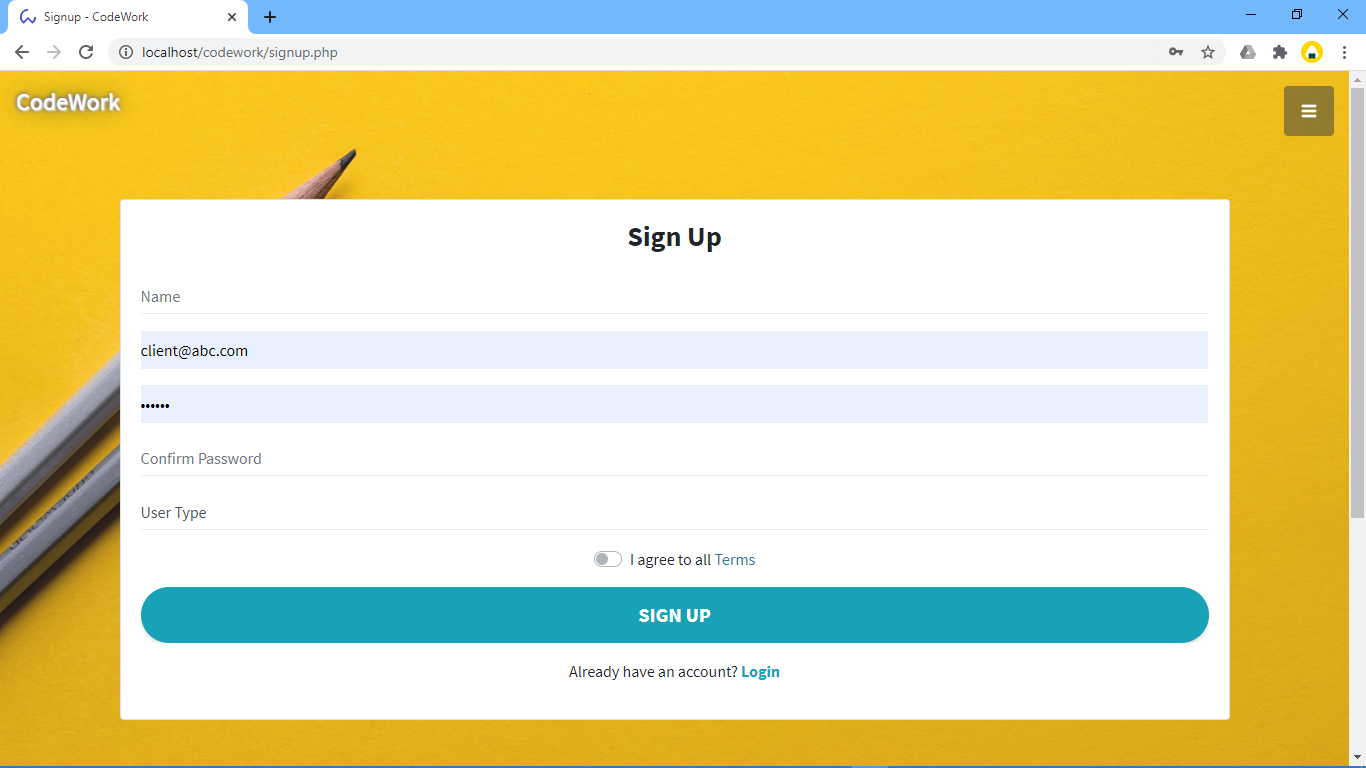 Signup - CodeWork
localhost/codework/signup.php
CodeWork
Sign Up
Name
client@abc.com
••••••
Confirm Password
User Type
I agree to all Terms
SIGN UP
Already have an account? Login